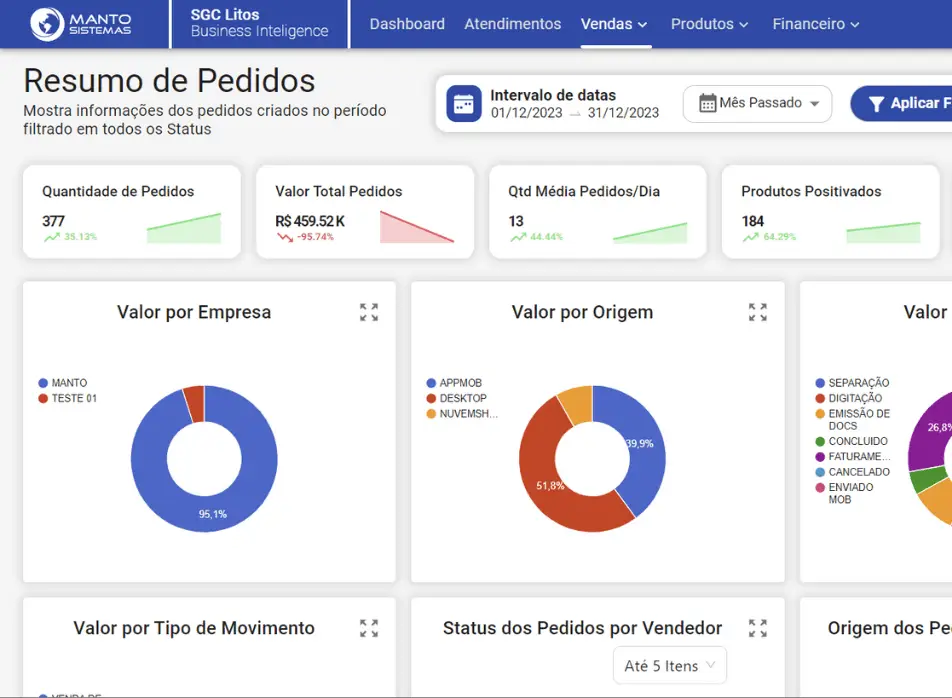 MANTO
SISTEMAS
SGC Litos
Business Inteligence
Dashboard
Atendimentos
Vendas
Produtos
Financeiro
Resumo de Pedidos
Mostra informações dos pedidos criados no período
filtrado em todos os Status
Intervalo de datas
01/12/2023 → 31/12/2023
Mês Passado
Aplicar F
Quantidade de Pedidos
377
35.13%
Valor Total Pedidos
R$ 459.52 K
-95.74%
Qtd Média Pedidos/Dia
13
44.44%
Produtos Positivados
184
64.29%
Valor por Empresa
MANTO
TESTE 01
95,1%
Valor por Origem
APPMOB
DESKTOP
NUVEMSH...
39,9%
51,8%
Valor
SEPARAÇÃO
DIGITAÇÃO
EMISSÃO DE
DOCS
CONCLUIDO
FATURAME...
CANCELADO
ENVIADO
MOB
26,8%
Valor por Tipo de Movimento
VENDA DE
Status dos Pedidos por Vendedor
Até 5 Itens
Origem dos Pe